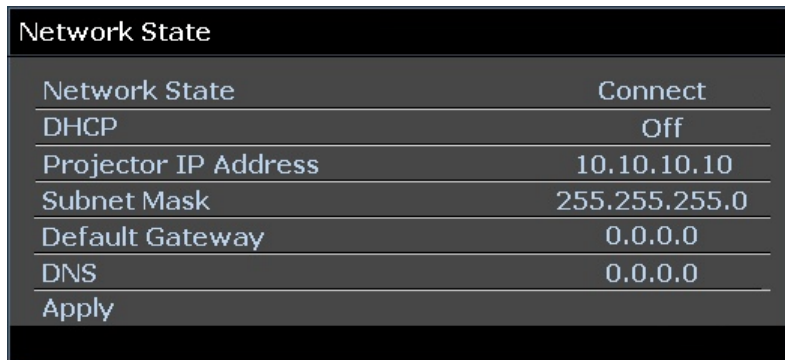 Network State
Network State Connect
DHCP Off
Projector IP Address 10.10.10.10
Subnet Mask 255.255.255.0
Default Gateway 0.0.0.0
DNS 0.0.0.0
Apply